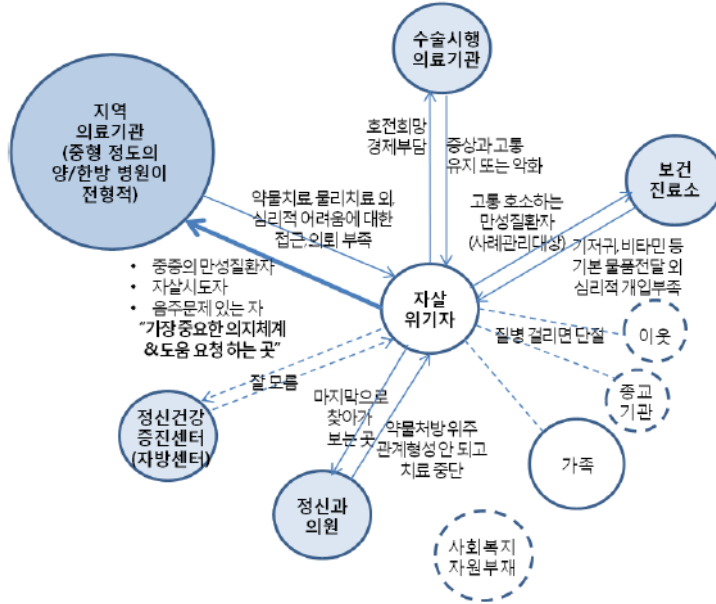 수술시행
의료기관
지역
의료기관
(중형 정도의
양/한방 병원이
전형적)
호전희망
경제부담
증상과 고통
유지 또는 악화
보건
진료소
약물치료 물리치료 외,
심리적 어려움에 대한
접근, 의뢰 부족
고통 호소하는
만성질환자
(사례관리대상)
기저귀, 비타민 등
기본 물품전달 외
심리적 개입부족
• 중증의 만성질환자
• 자살시도자
• 음주문제 있는 자
"가장 중요한 의지체계
& 도움 요청 하는 곳"
자살
위기자
질병 걸리면 단절
이웃
종교
기관
잘 모름
정신건강
증진센터
(자방센터)
마지막으로
찾아가
보는 곳
약물처방 위주
관계형성 안 되고
치료 중단
가족
정신과
의원
사회복지
자원부재